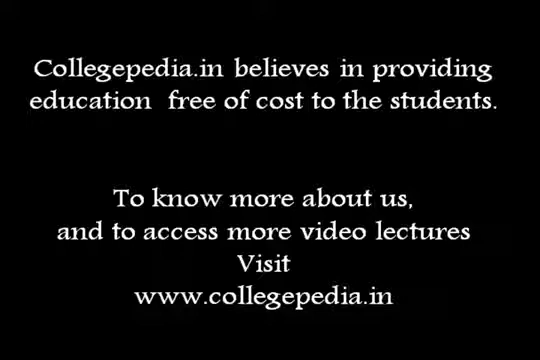 Collegepedia.in believes in providing
education free of cost to the students.
To know more about us,
and to access more video lectures
Visit
www.collegepedia.in